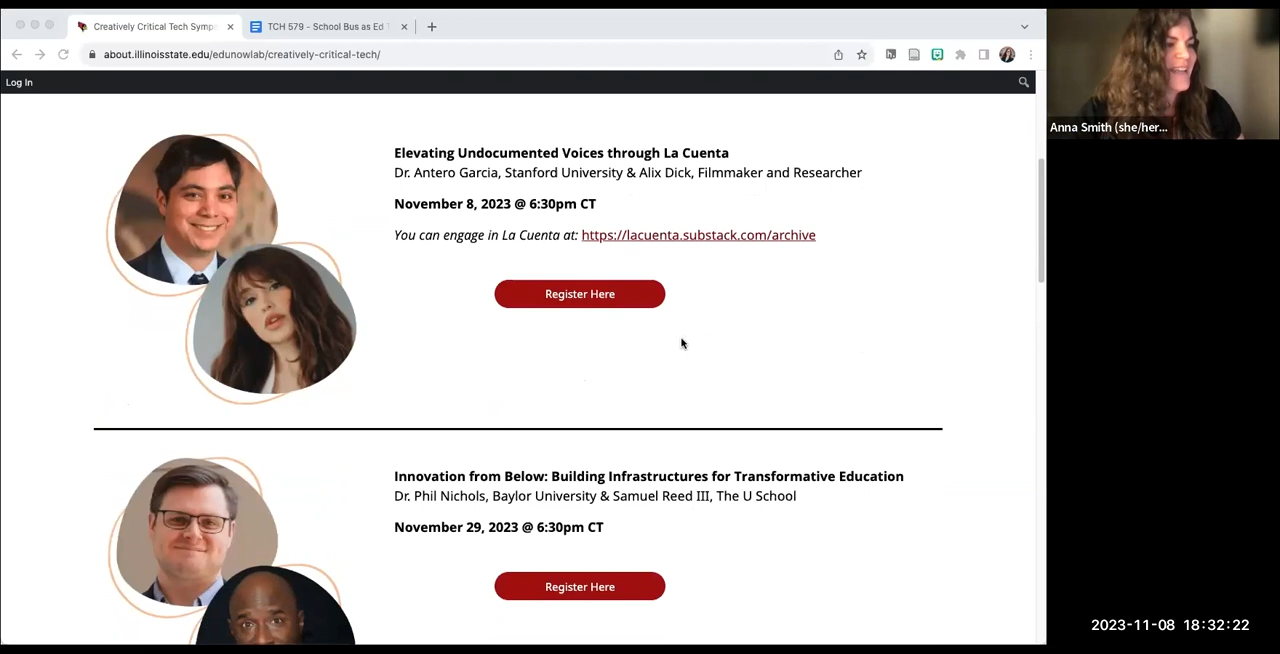 Creatively Critical Tech Symp
TCH 579 - School Bus as Ed T
about.illinoisstate.edu/edunowlab/creatively-critical-tech/
Log In
Elevating Undocumented Voices through La Cuenta
Dr. Antero Garcia, Stanford University & Alix Dick, Filmmaker and Researcher
November 8, 2023 @ 6:30pm CT
You can engage in La Cuenta at: https://lacuenta.substack.com/archive
Register Here
Innovation from Below: Building Infrastructures for Transformative Education
Dr. Phil Nichols, Baylor University & Samuel Reed III, The U School
November 29, 2023 @ 6:30pm CT
Register Here
Anna Smith (she/her...
2023-11-08 18:32:22